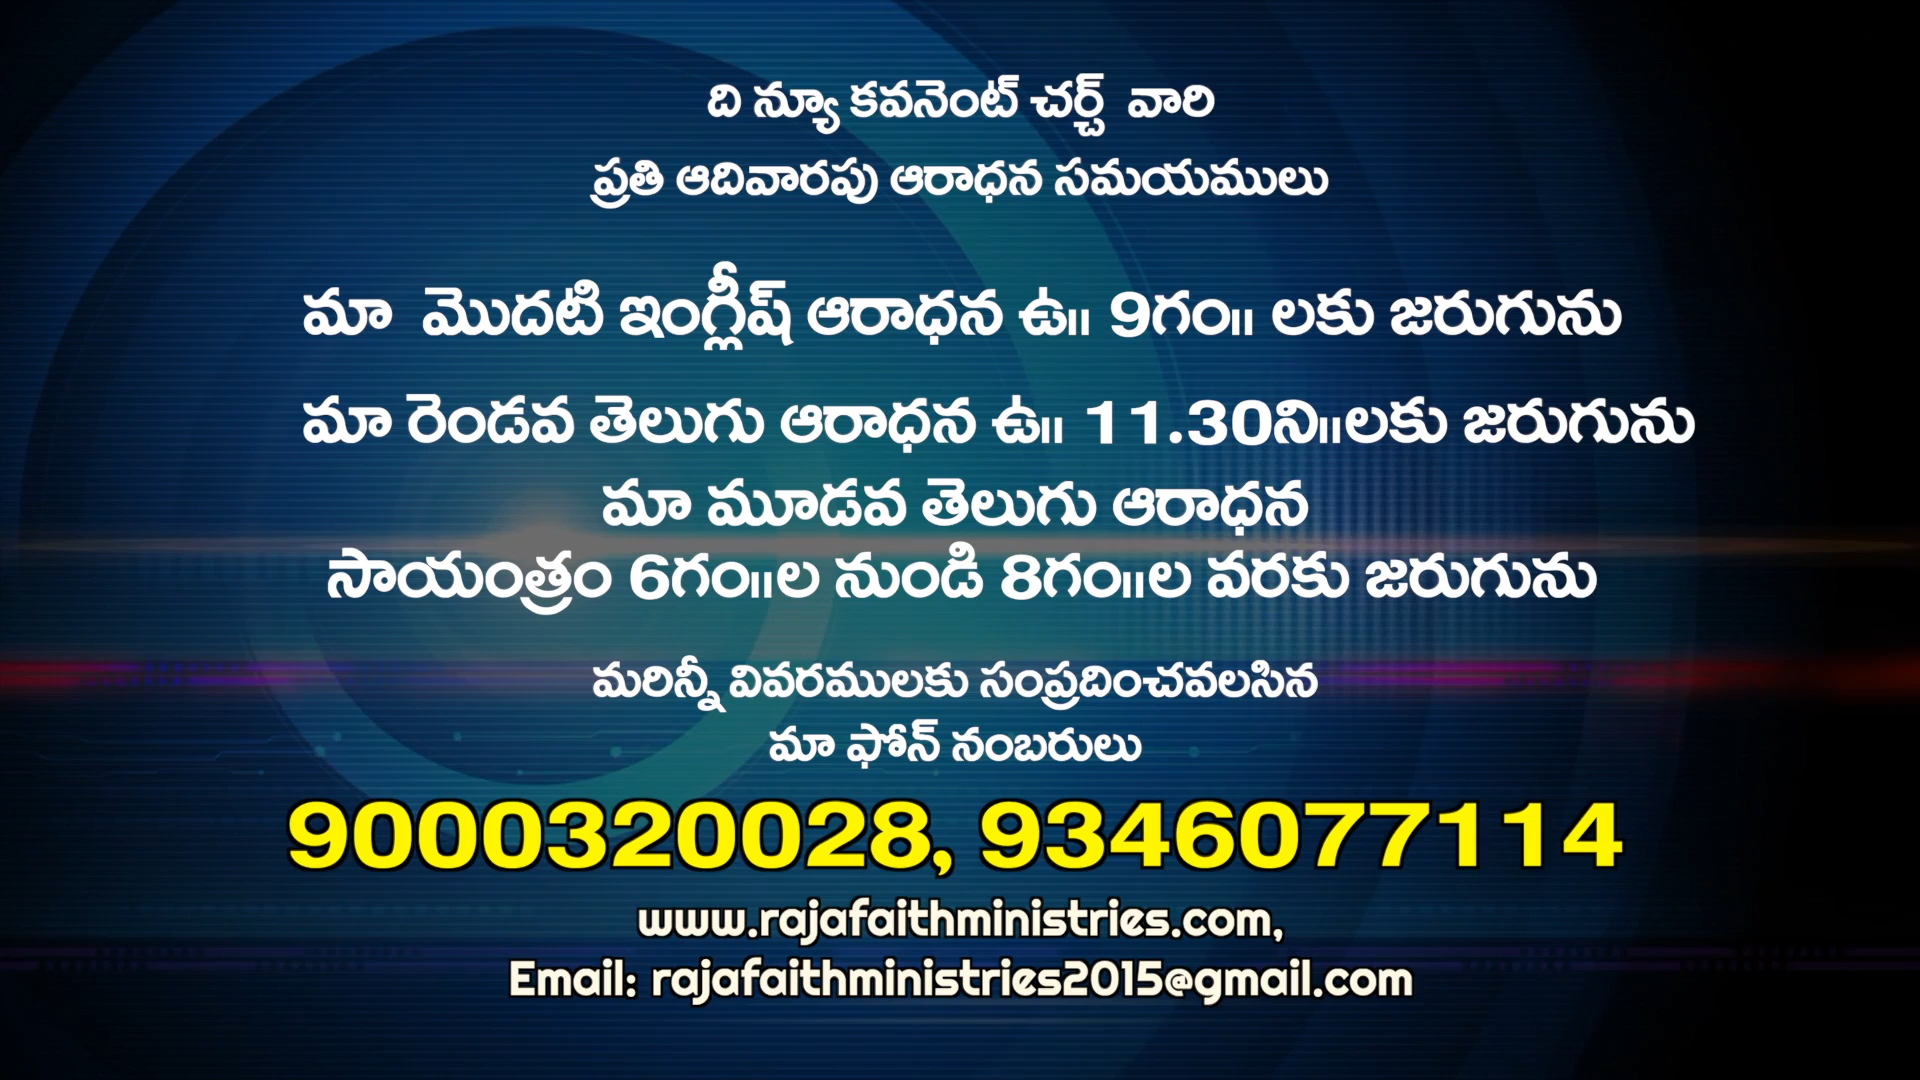 ది న్యూ కవనెంట్ చర్చ్ వారి
ప్రతి ఆదివారపు ఆరాధన సమయములు
మా మొదటి ఇంగ్లీష్ ఆరాధన ఉ॥ 9గం॥ లకు జరుగును
మా రెండవ తెలుగు ఆరాధన ఉ॥ 11.30ని॥లకు జరుగును
మా మూడవ తెలుగు ఆరాధన
సాయంత్రం 6గం॥ల నుండి 8గం॥ల వరకు జరుగును
మరిన్నీ వివరములకు సంప్రదించవలసిన
మా ఫోన్ నంబరులు
9000320028, 9346077114
www.rajafaithministries.com,
Email: rajafaithministries2015@gmail.com